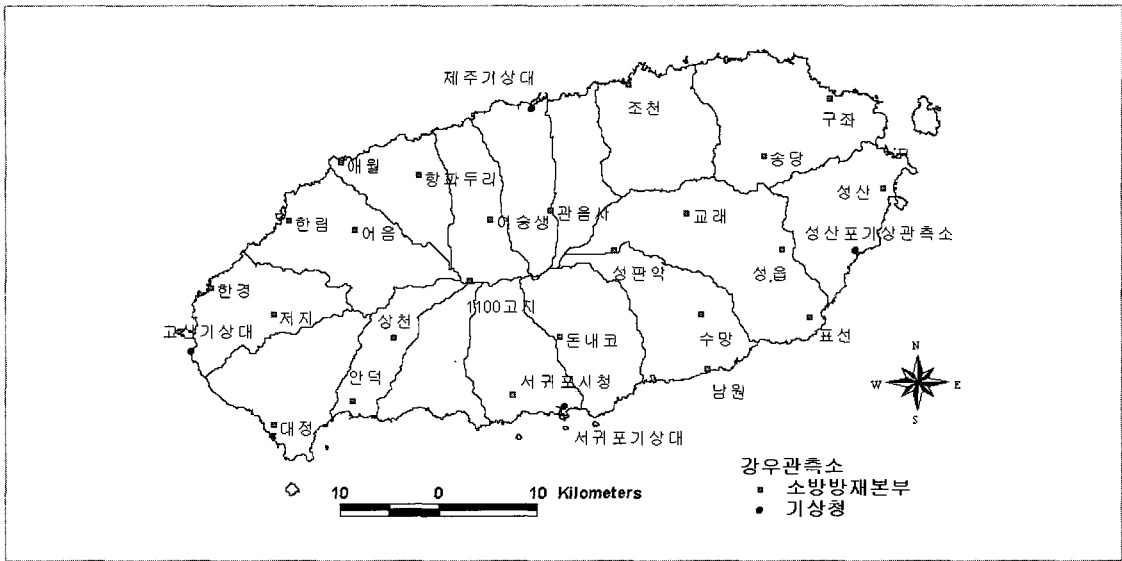 제주기상대
조천
구좌
애월
항파두리
송당
성산
한림
어음
어승생
관음사
교래
성산포기상관측소
성판악
성읍
한경
저지
1100고지
고산기상대
상천
돈내코
수망
표선
안덕
서귀포시청
남원
대정
서귀포기상대
N
W
E
S
강우관측소
소방방재본부
기상청
10 0 10 Kilometers